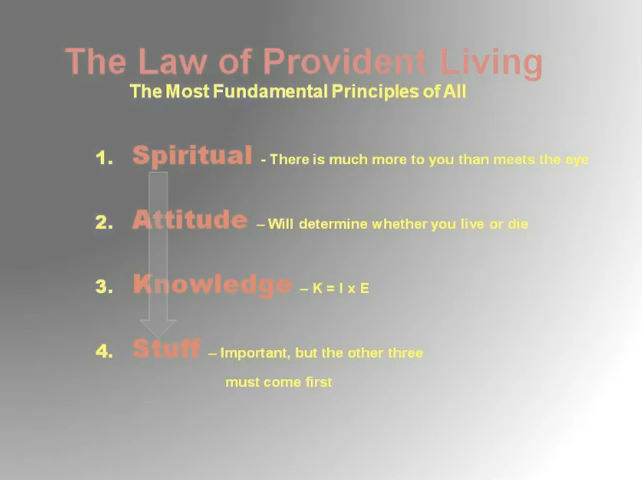 The Law of Provident Living
The Most Fundamental Principles of All
1. Spiritual - There is much more to you than meets the eye
2. Attitude – Will determine whether you live or die
3. Knowledge – K = I x E
4. Stuff – Important, but the other three
must come first